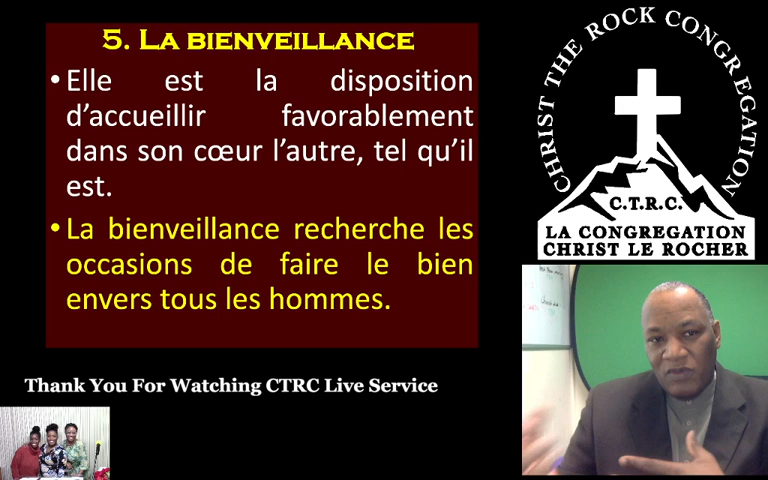 5. LA BIENVEILLANCE
•Elle est la disposition
d'accueillir favorablement
dans son cœur l'autre, tel qu'il
est.
•La bienveillance recherche les
occasions de faire le bien
envers tous les hommes.
CHRIST THE ROCK CONGREGATION
C.T.R.C.
LA CONGREGATION
CHRIST LE ROCHER
Thank You For Watching CTRC Live Service